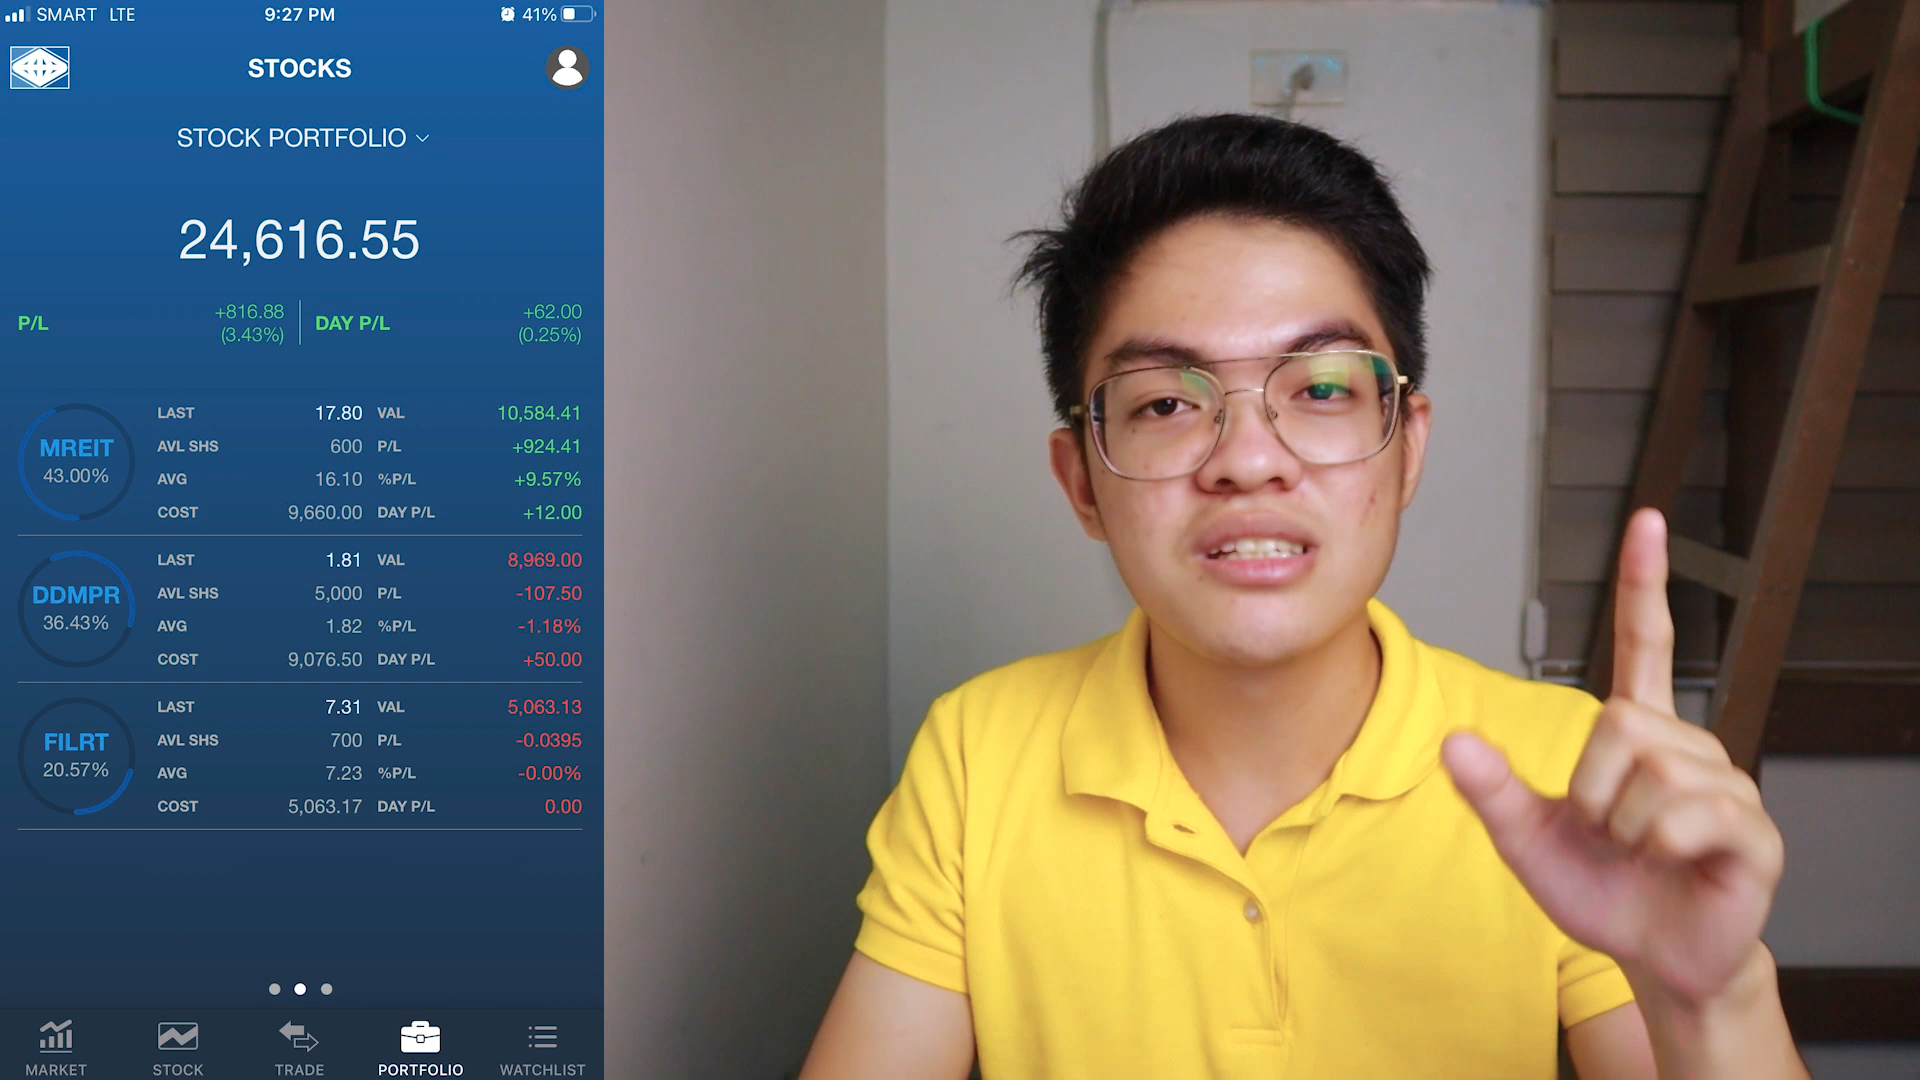 SMART LTE 9:27 PM 41%
STOCKS
STOCK PORTFOLIO
24,616.55
P/L +816.88 (3.43%) DAY P/L +62.00 (0.25%)
MREIT 43.00%
LAST 17.80 VAL 10,584.41
AVL SHS 600 P/L +924.41
AVG 16.10 %P/L +9.57%
COST 9,660.00 DAY P/L +12.00
DDMPR 36.43%
LAST 1.81 VAL 8,969.00
AVL SHS 5,000 P/L -107.50
AVG 1.82 %P/L -1.18%
COST 9,076.50 DAY P/L +50.00
FILRT 20.57%
LAST 7.31 VAL 5,063.13
AVL SHS 700 P/L -0.0395
AVG 7.23 %P/L -0.00%
COST 5,063.17 DAY P/L 0.00
MARKET STOCK TRADE PORTFOLIO WATCHLIST